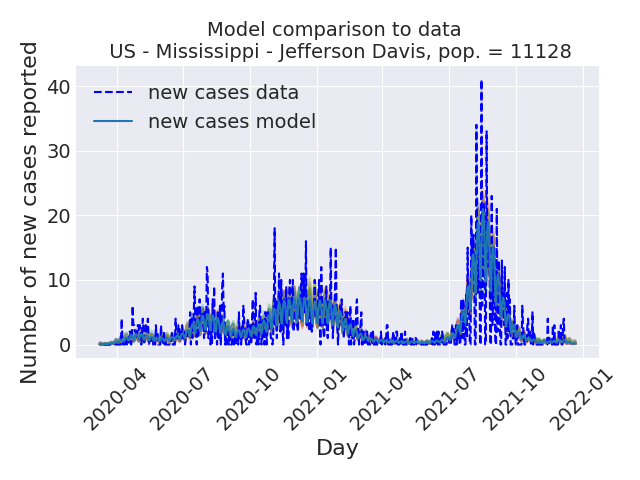 Model comparison to data
US - Mississippi - Jefferson Davis, pop. = 11128
Number of new cases reported
new cases data
new cases model
40
30
20
10
0
2020-04
2020-07
2020-10
2021-01
2021-04
2021-07
2021-10
2022-01
Day